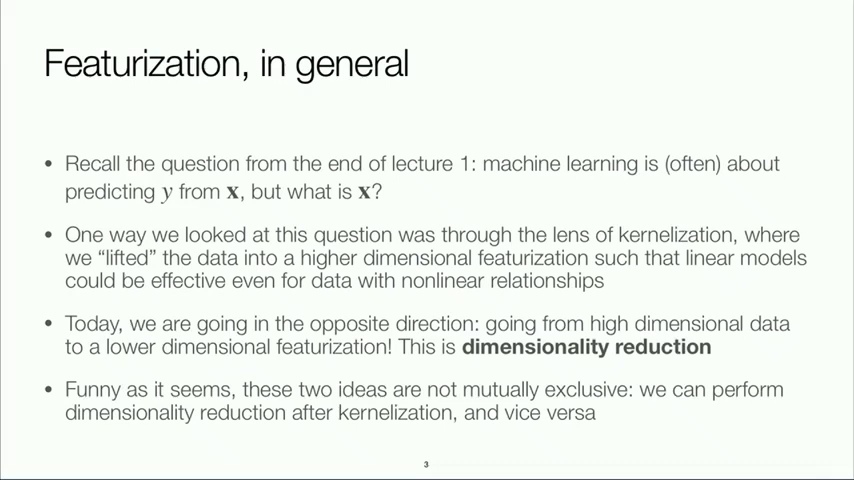 Featurization, in general
• Recall the question from the end of lecture 1: machine learning is (often) about
predicting y from x, but what is x?
• One way we looked at this question was through the lens of kernelization, where
we “lifted” the data into a higher dimensional featurization such that linear models
could be effective even for data with nonlinear relationships
• Today, we are going in the opposite direction: going from high dimensional data
to a lower dimensional featurization! This is dimensionality reduction
• Funny as it seems, these two ideas are not mutually exclusive: we can perform
dimensionality reduction after kernelization, and vice versa
3